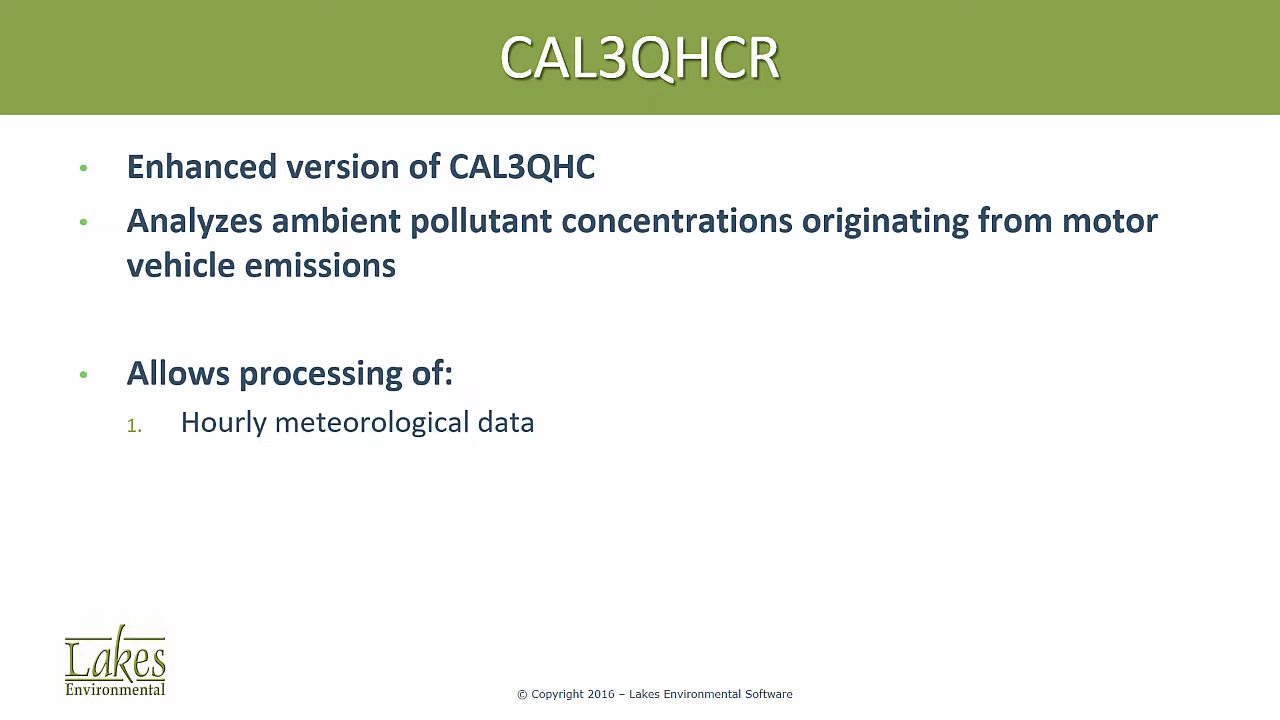 CAL3QHCR
• Enhanced version of CAL3QHC
• Analyzes ambient pollutant concentrations originating from motor
vehicle emissions
• Allows processing of:
1. Hourly meteorological data
Lakes
Environmental
© Copyright 2016 – Lakes Environmental Software